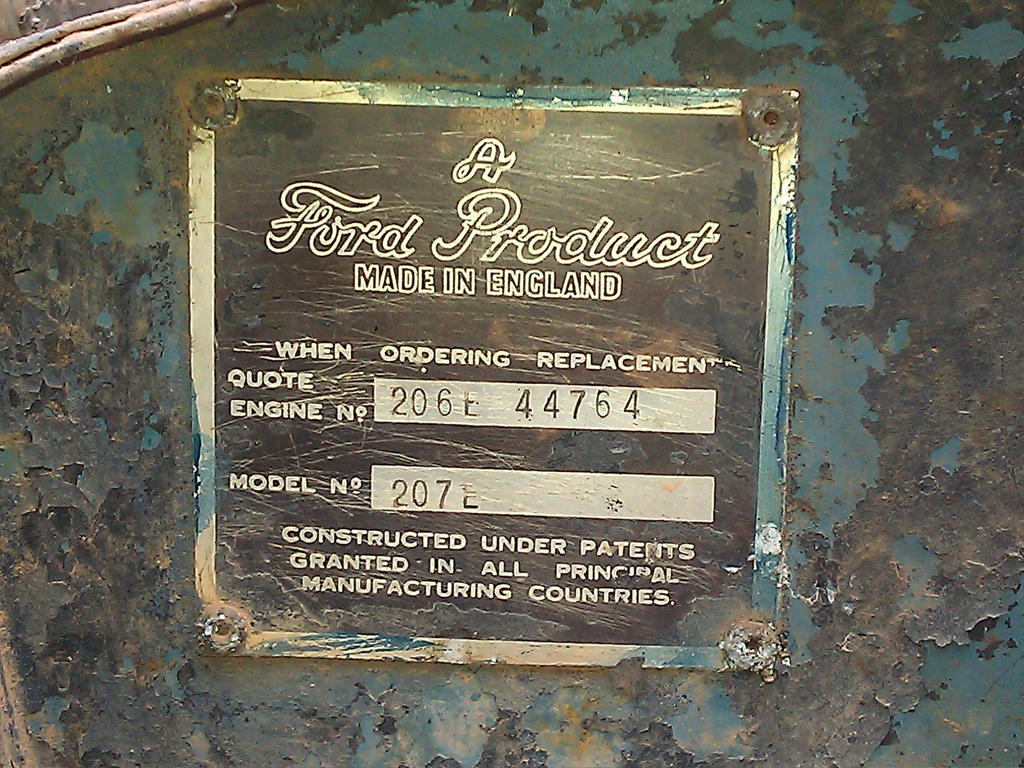 A
Ford Product
MADE IN ENGLAND
WHEN ORDERING REPLACEMENT
QUOTE
ENGINE Nº 206E 44764
MODEL Nº 207E
CONSTRUCTED UNDER PATENTS
GRANTED IN ALL PRINCIPAL
MANUFACTURING COUNTRIES.